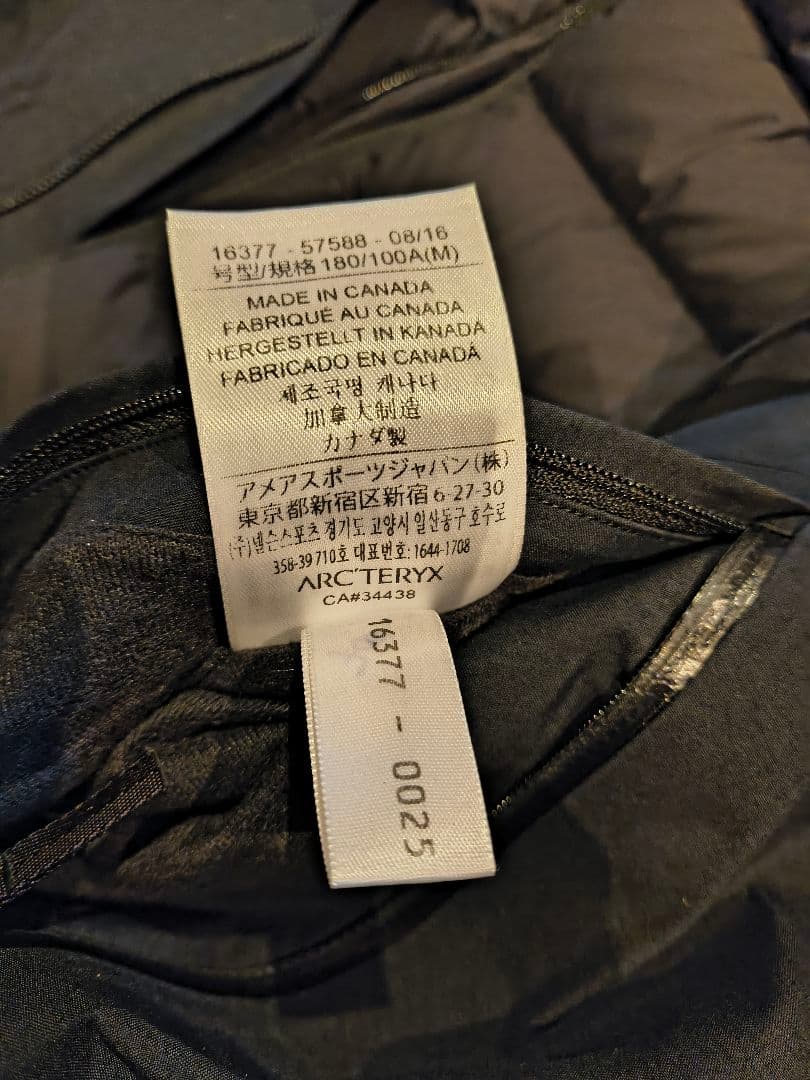 16377 - 57588 - 08/16
号型/規格 180/100A(M)
MADE IN CANADA
FABRIQUÉ AU CANADA
HERGESTELLT IN KANADA
FABRICADO EN CANADÁ
제조국명 캐나다
加拿大制造
カナダ製
アメアスポーツジャパン(株)
東京都新宿区新宿6-27-30
(주)넬슨스포츠 경기도 고양시 일산동구 호수로
358-39 710호 대표번호: 1644-1708
ARC'TERYX
CA#34438
16377 - 0025